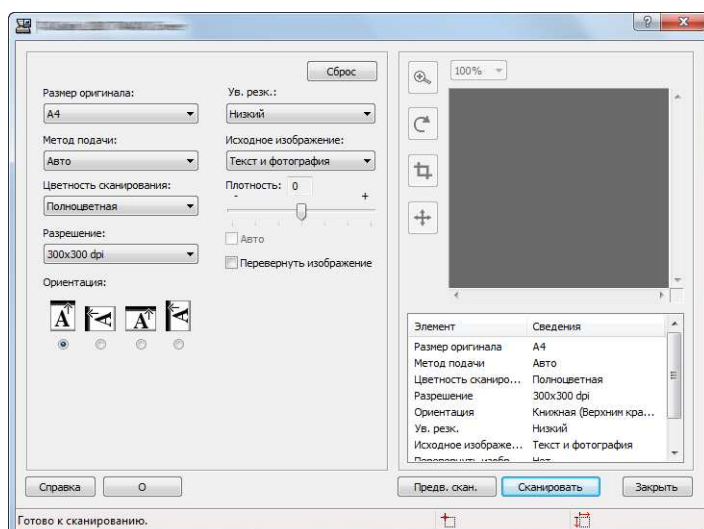 Сброс
Размер оригинала:
A4
Метод подачи:
Авто
Цветность сканирования:
Полноцветная
Разрешение:
300x300 dpi
Ориентация:
A A A A
Ув. резк.:
Низкий
Исходное изображение:
Текст и фотография
Плотность: 0
- +
Авто
Перевернуть изображение
100%
Элемент Сведения
Размер оригинала A4
Метод подачи Авто
Цветность сканиро... Полноцветная
Разрешение 300x300 dpi
Ориентация Книжная (Верхним кра...
Ув. резк. Низкий
Исходное изображе... Текст и фотография
Перевернуть изобр... Нет
Справка О
Предв. скан. Сканировать Закрыть
Готово к сканированию.